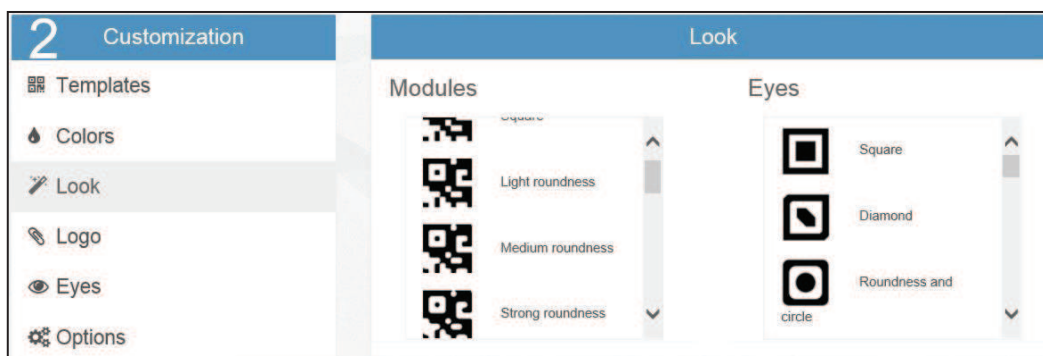 2 Customization
Templates
Colors
Look
Logo
Eyes
Options
Look
Modules
Square
Light roundness
Medium roundness
Strong roundness
Eyes
Square
Diamond
Roundness and
circle